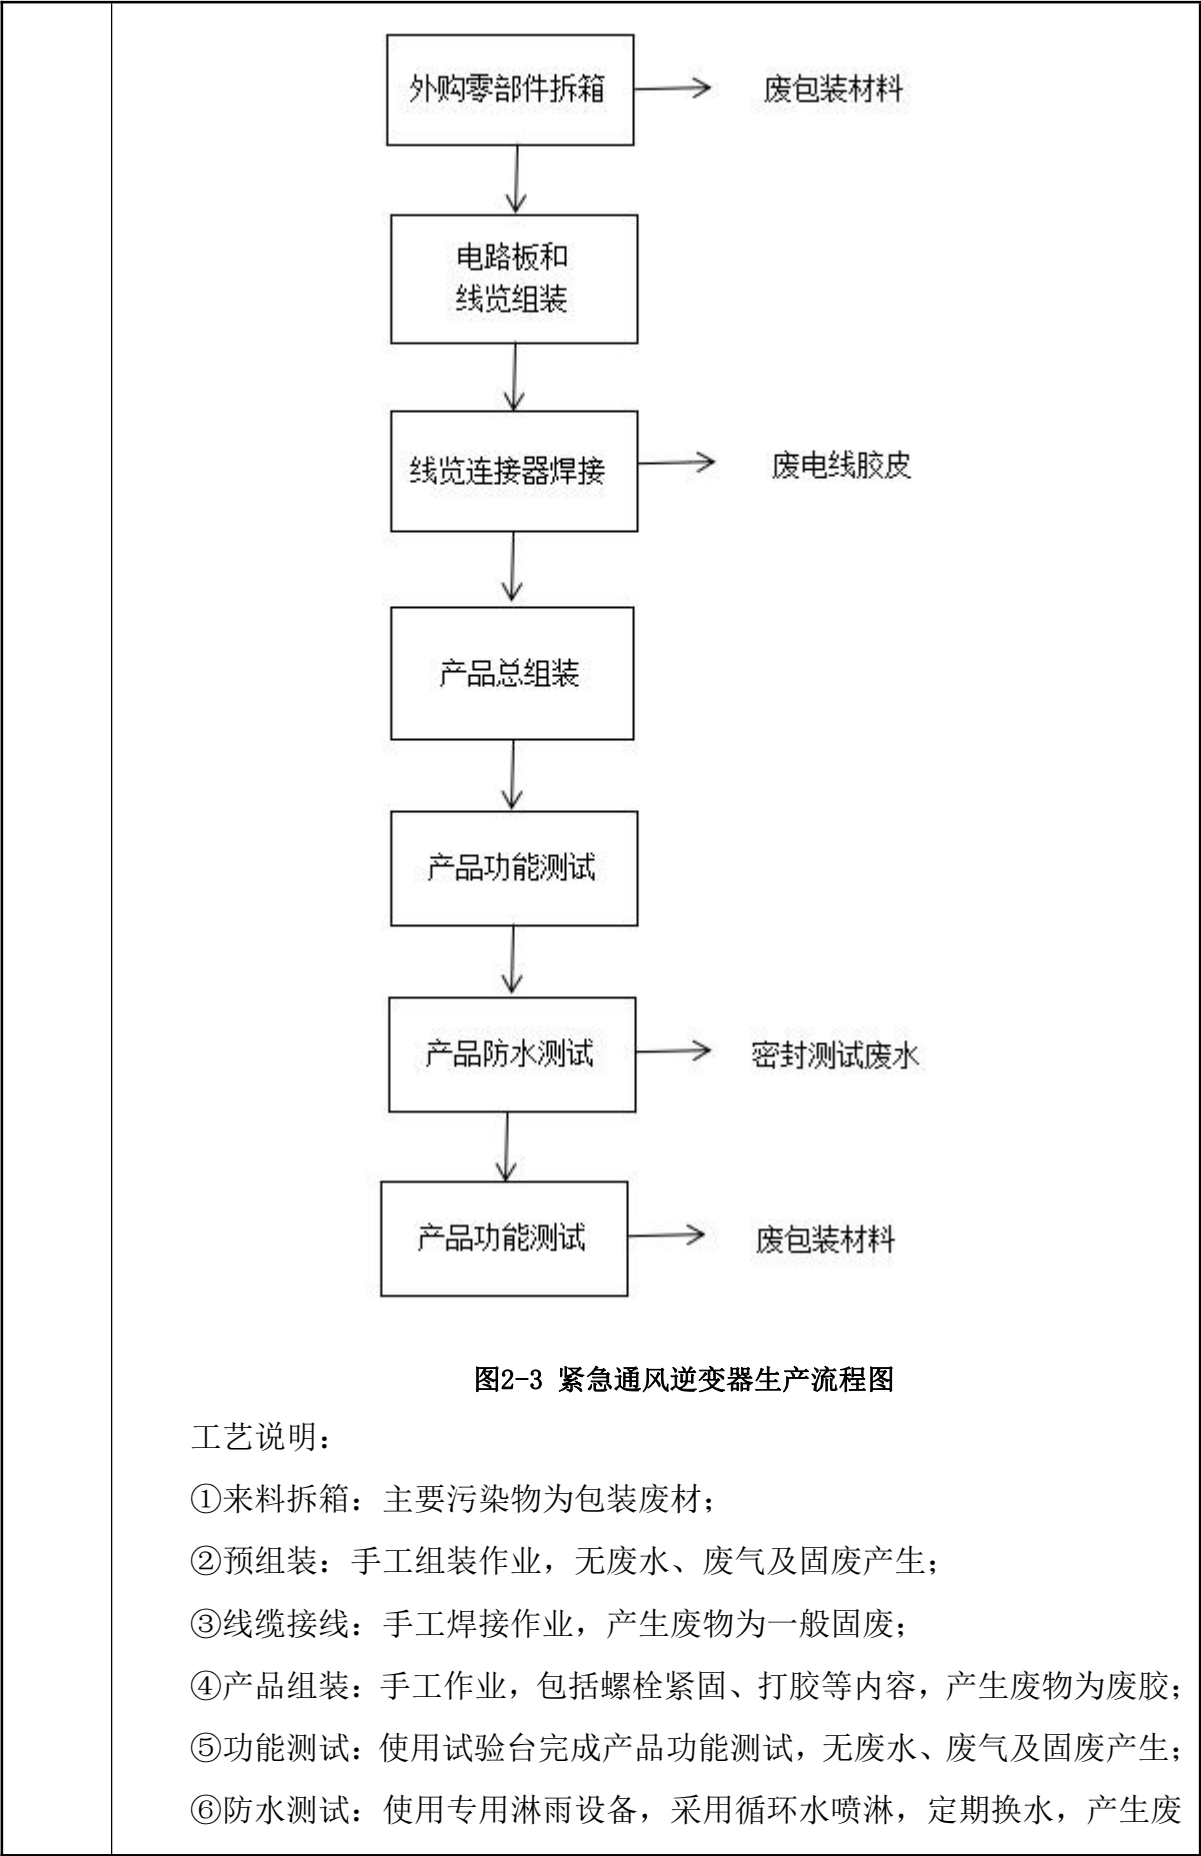 外购零部件拆箱
废包装材料
电路板和
线览组装
线览连接器焊接
废电线胶皮
产品总组装
产品功能测试
产品防水测试
密封测试废水
产品功能测试
废包装材料
图2-3 紧急通风逆变器生产流程图
工艺说明：
①来料拆箱：主要污染物为包装废材；
②预组装：手工组装作业，无废水、废气及固废产生；
③线缆接线：手工焊接作业，产生废物为一般固废；
④产品组装：手工作业，包括螺栓紧固、打胶等内容，产生废物为废胶；
⑤功能测试：使用试验台完成产品功能测试，无废水、废气及固废产生；
⑥防水测试：使用专用淋雨设备，采用循环水喷淋，定期换水，产生废